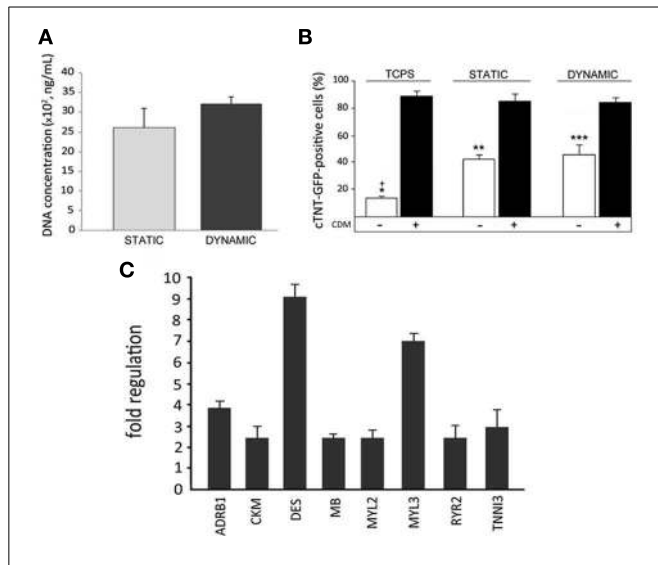 A
DNA concentration (x10², ng/mL)
40
35
30
25
20
15
10
5
0
STATIC DYNAMIC
B
TCPS STATIC DYNAMIC
cTNT-GFP-positive cells (%)
100
80
60
40
20
+
*
**
***
CDM - + - + - +
C
fold regulation
10
9
8
7
6
5
4
3
2
1
0
ADRB1
CKM
DES
MB
MYL2
MYL3
RYR2
TNNI3